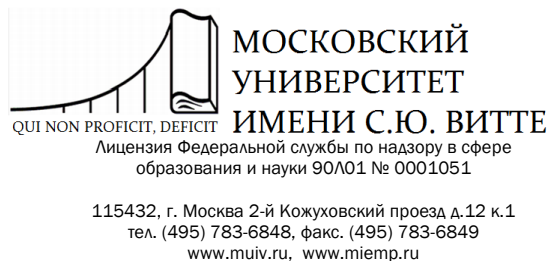 МОСКОВСКИЙ
УНИВЕРСИТЕТ
ИМЕНИ С.Ю. ВИТТЕ
QUI NON PROFICIT, DEFICIT
Лицензия Федеральной службы по надзору в сфере
образования и науки 90Л01 № 0001051
115432, г. Москва 2-й Кожуховский проезд д.12 к.1
тел. (495) 783-6848, факс. (495) 783-6849
www.muiv.ru, www.miemp.ru